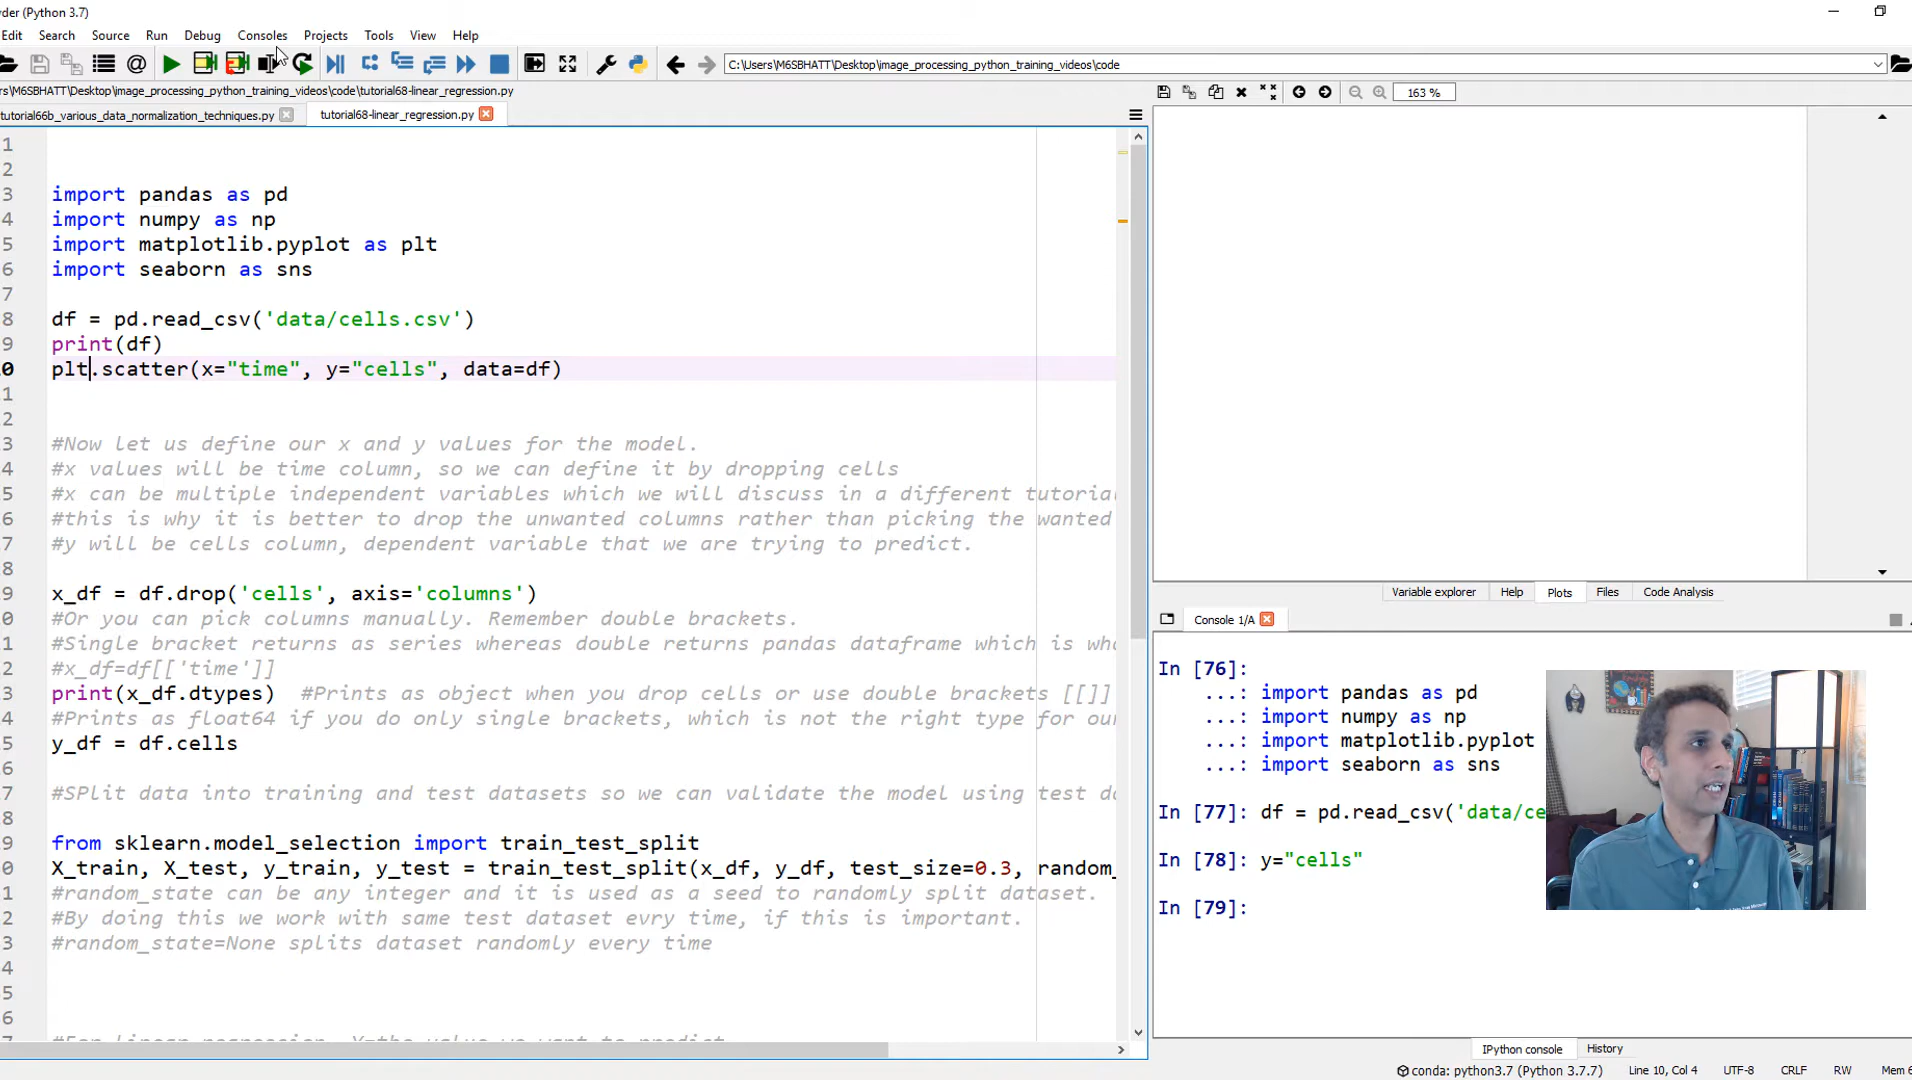 yder (Python 3.7)
Edit Search Source Run Debug Consoles Projects Tools View Help
C:\Users\M6SBHATT\Desktop\image_processing_python_training_videos\code
rs\M6SBHATT\Desktop\image_processing_python_training_videos\code\tutorial68-linear_regression.py
163 %
tutorial66b_various_data_normalization_techniques.py tutorial68-linear_regression.py
1
2
3 import pandas as pd
4 import numpy as np
5 import matplotlib.pyplot as plt
6 import seaborn as sns
7
8 df = pd.read_csv('data/cells.csv')
9 print(df)
0 plt.scatter(x="time", y="cells", data=df)
1
2
3 #Now let us define our x and y values for the model.
4 #x values will be time column, so we can define it by dropping cells
5 #x can be multiple independent variables which we will discuss in a different tutoria
6 #this is why it is better to drop the unwanted columns rather than picking the wanted
7 #y will be cells column, dependent variable that we are trying to predict.
8
9 x_df = df.drop('cells', axis='columns')
0 #Or you can pick columns manually. Remember double brackets.
1 #Single bracket returns as series whereas double returns pandas dataframe which is wha
2 #x_df=df[['time']]
3 print(x_df.dtypes)  #Prints as object when you drop cells or use double brackets [[]]
4 #Prints as float64 if you do only single brackets, which is not the right type for ou
5 y_df = df.cells
6
7 #SPlit data into training and test datasets so we can validate the model using test da
8
9 from sklearn.model_selection import train_test_split
0 X_train, X_test, y_train, y_test = train_test_split(x_df, y_df, test_size=0.3, random_
1 #random_state can be any integer and it is used as a seed to randomly split dataset.
2 #By doing this we work with same test dataset evry time, if this is important.
3 #random_state=None splits dataset randomly every time
4
5
6
Variable explorer Help Plots Files Code Analysis
Console 1/A
In [76]:
...: import pandas as pd
...: import numpy as np
...: import matplotlib.pyplot
...: import seaborn as sns
In [77]: df = pd.read_csv('data/ce
In [78]: y="cells"
In [79]:
IPython console History
conda: python3.7 (Python 3.7.7) Line 10, Col 4 UTF-8 CRLF RW Mem 6